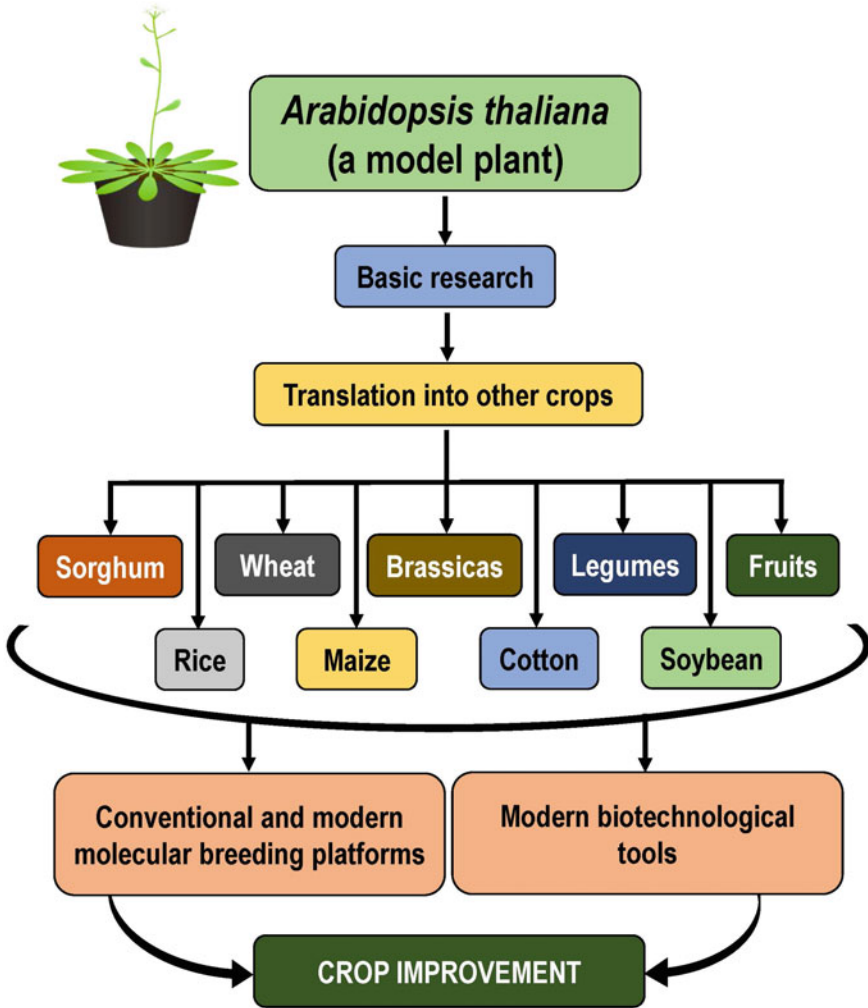 Arabidopsis thaliana
(a model plant)
Basic research
Translation into other crops
Sorghum
Wheat
Brassicas
Legumes
Fruits
Rice
Maize
Cotton
Soybean
Conventional and modern
molecular breeding platforms
Modern biotechnological
tools
CROP IMPROVEMENT